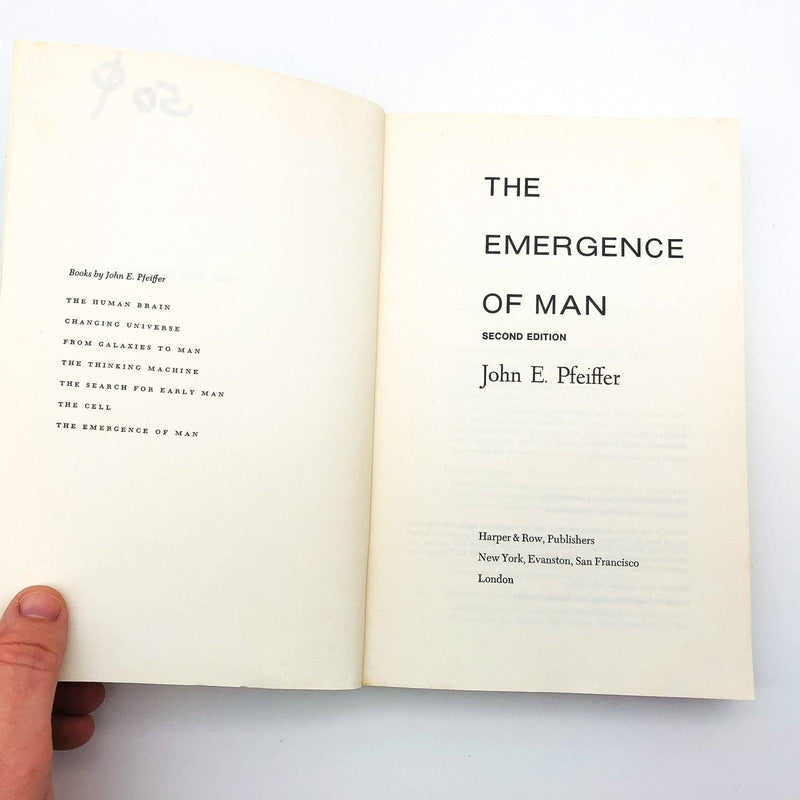 50¢
Books by John E. Pfeiffer
THE HUMAN BRAIN
CHANGING UNIVERSE
FROM GALAXIES TO MAN
THE THINKING MACHINE
THE SEARCH FOR EARLY MAN
THE CELL
THE EMERGENCE OF MAN
THE
EMERGENCE
OF MAN
SECOND EDITION
John E. Pfeiffer
Harper & Row, Publishers
New York, Evanston, San Francisco
London